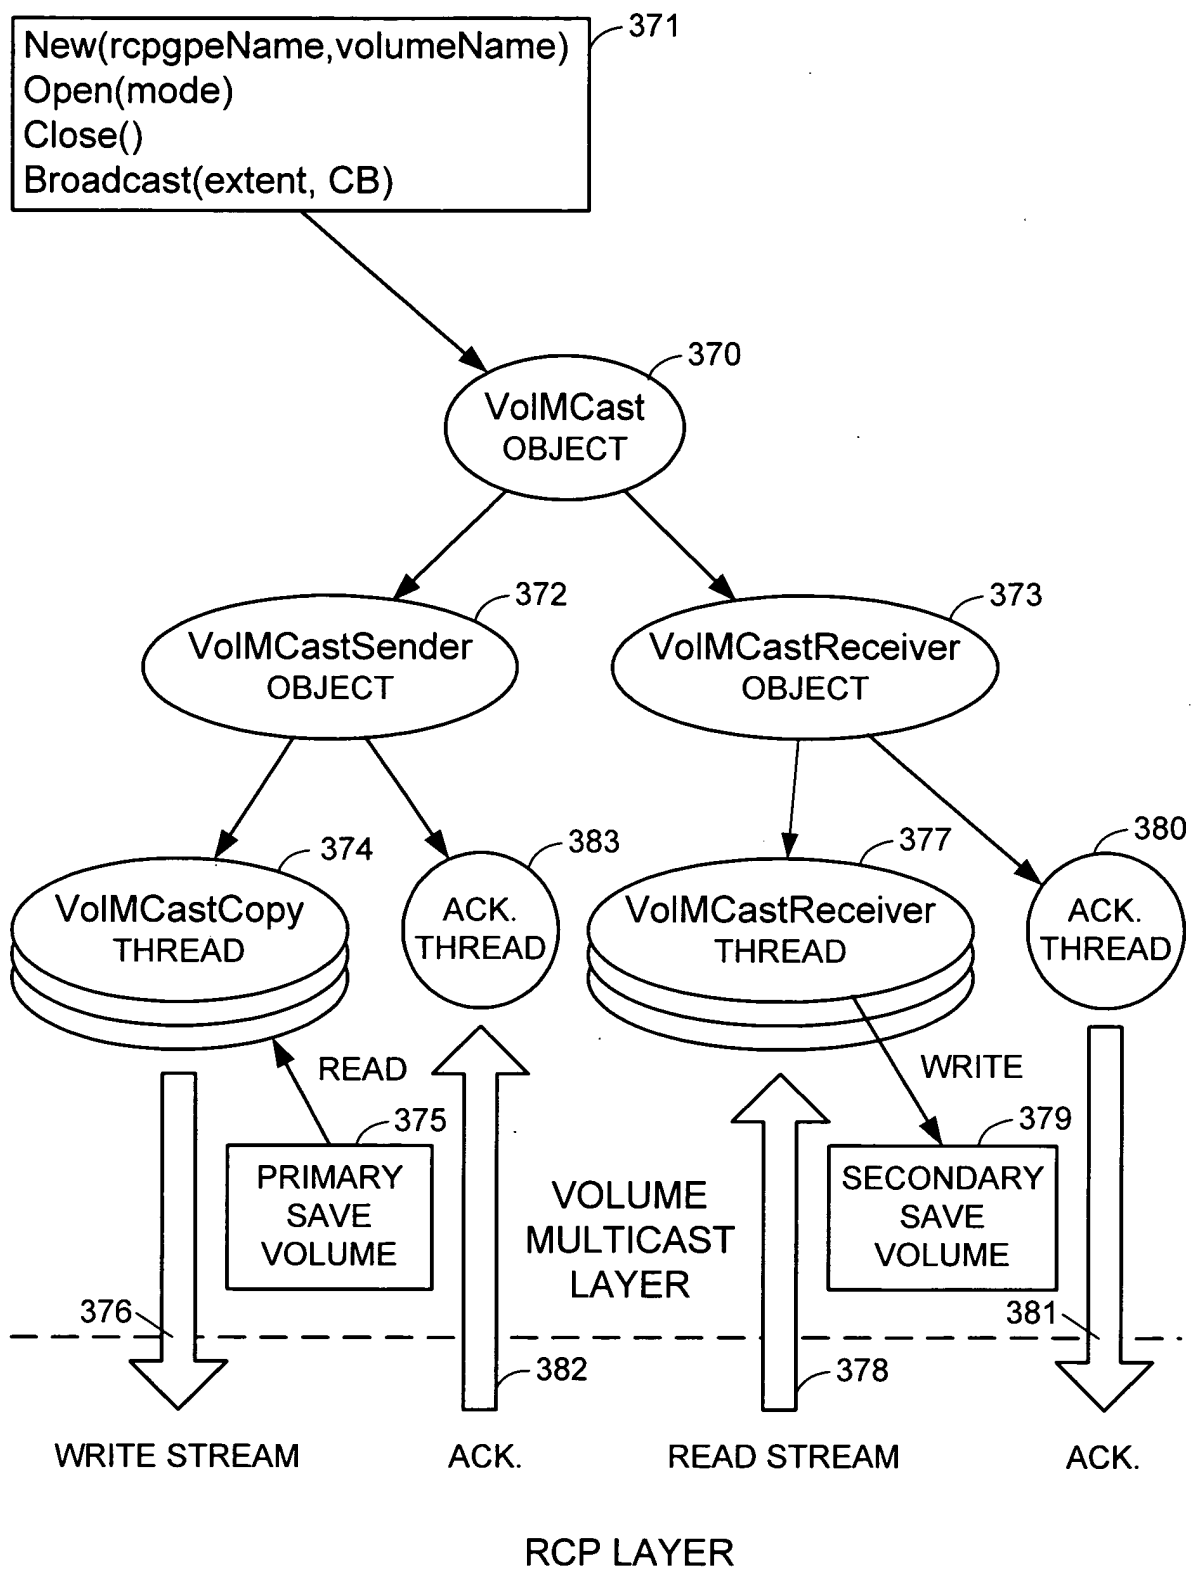 371
New(rcpgpeName,volumeName)
Open(mode)
Close()
Broadcast(extent, CB)
370
VolMCast
OBJECT
372
373
VolMCastSender
OBJECT
VolMCastReceiver
OBJECT
374
383
377
380
VolMCastCopy
THREAD
ACK.
THREAD
VolMCastReceiver
THREAD
ACK.
THREAD
READ
WRITE
375
379
PRIMARY
SAVE
VOLUME
VOLUME
MULTICAST
LAYER
SECONDARY
SAVE
VOLUME
376
381
382
378
WRITE STREAM
ACK.
READ STREAM
ACK.
RCP LAYER